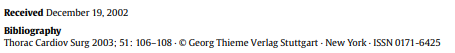 Received December 19, 2002
Bibliography
Thorac Cardiov Surg 2003; 51: 106–108 · © Georg Thieme Verlag Stuttgart · New York · ISSN 0171-6425